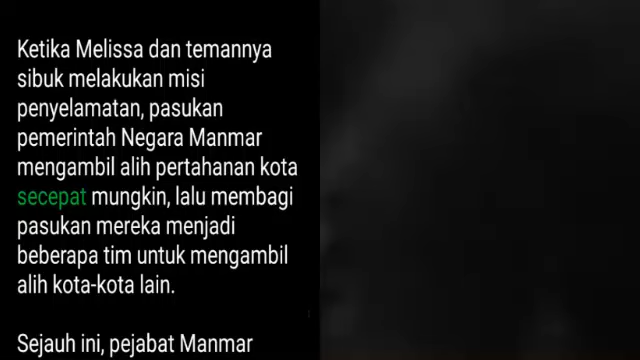 Ketika Melissa dan temannya
sibuk melakukan misi
penyelamatan, pasukan
pemerintah Negara Manmar
mengambil alih pertahanan kota
secepat mungkin, lalu membagi
pasukan mereka menjadi
beberapa tim untuk mengambil
alih kota-kota lain.
Sejauh ini, pejabat Manmar